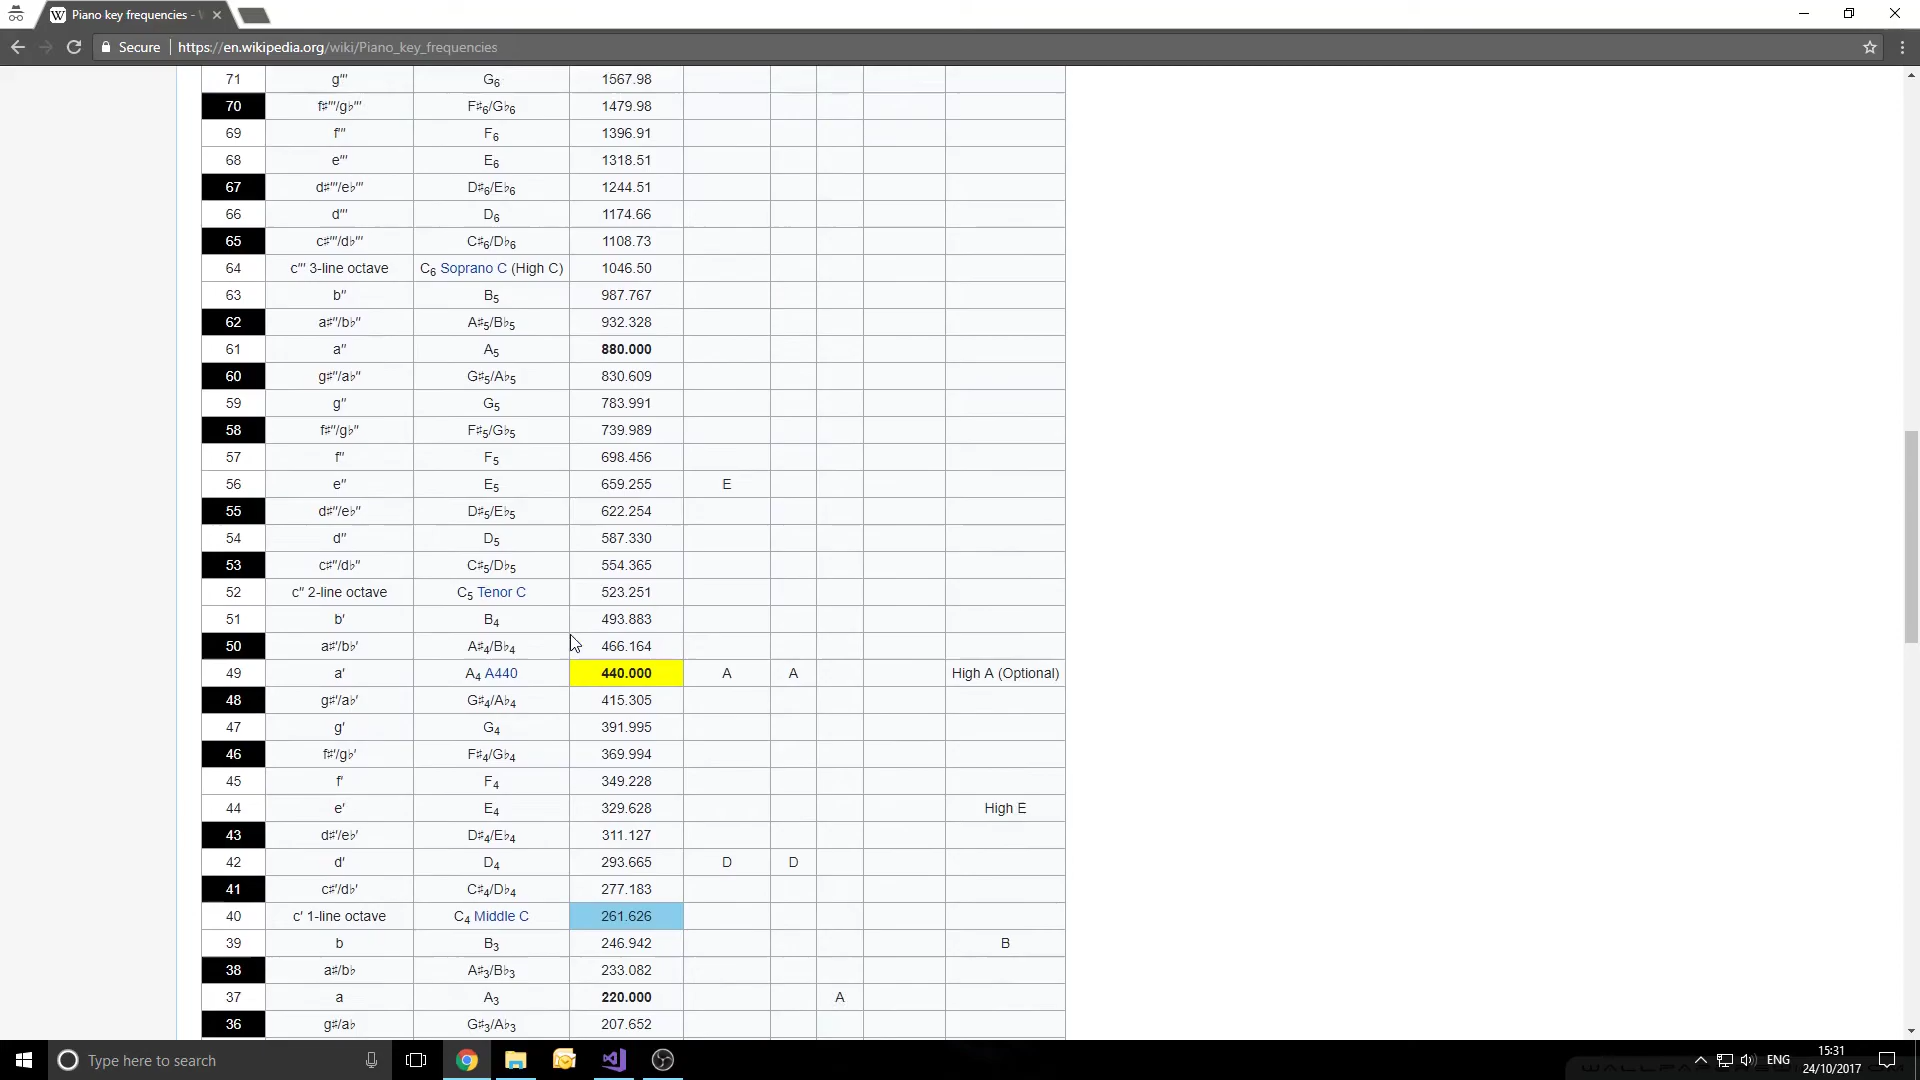 Piano key frequencies -
Secure https://en.wikipedia.org/wiki/Piano_key_frequencies
71 g‴ G6 1567.98
70 f♯‴/g♭‴ F♯6/G♭6 1479.98
69 f‴ F6 1396.91
68 e‴ E6 1318.51
67 d♯‴/e♭‴ D♯6/E♭6 1244.51
66 d‴ D6 1174.66
65 c♯‴/d♭‴ C♯6/D♭6 1108.73
64 c‴ 3-line octave C6 Soprano C (High C) 1046.50
63 b″ B5 987.767
62 a♯″/b♭″ A♯5/B♭5 932.328
61 a″ A5 880.000
60 g♯″/a♭″ G♯5/A♭5 830.609
59 g″ G5 783.991
58 f♯″/g♭″ F♯5/G♭5 739.989
57 f″ F5 698.456
56 e″ E5 659.255 E
55 d♯″/e♭″ D♯5/E♭5 622.254
54 d″ D5 587.330
53 c♯″/d♭″ C♯5/D♭5 554.365
52 c″ 2-line octave C5 Tenor C 523.251
51 b′ B4 493.883
50 a♯′/b♭′ A♯4/B♭4 466.164
49 a′ A4 A440 440.000 A A High A (Optional)
48 g♯′/a♭′ G♯4/A♭4 415.305
47 g′ G4 391.995
46 f♯′/g♭′ F♯4/G♭4 369.994
45 f′ F4 349.228
44 e′ E4 329.628 High E
43 d♯′/e♭′ D♯4/E♭4 311.127
42 d′ D4 293.665 D D
41 c♯′/d♭′ C♯4/D♭4 277.183
40 c′ 1-line octave C4 Middle C 261.626
39 b B3 246.942 B
38 a♯/b♭ A♯3/B♭3 233.082
37 a A3 220.000 A
36 g♯/a♭ G♯3/A♭3 207.652
Type here to search
ENG
15:31
24/10/2017